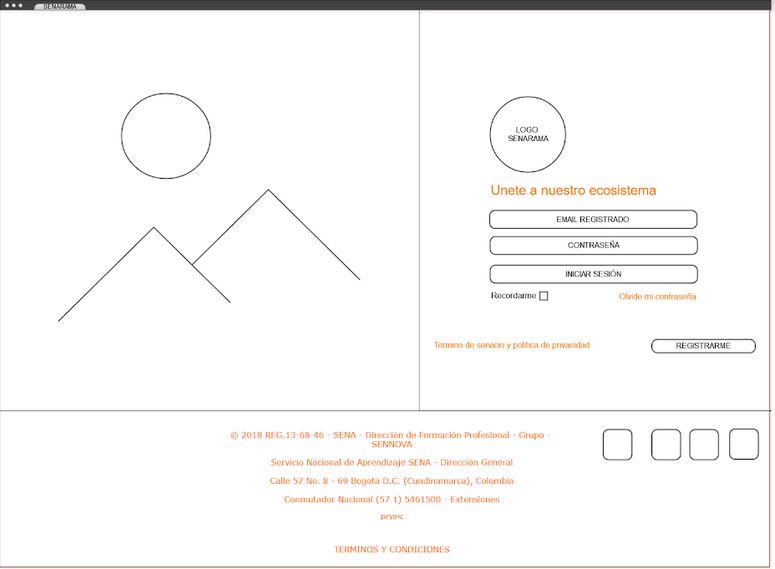 SENARAMA
LOGO
SENARAMA
Unete a nuestro ecosistema
EMAIL REGISTRADO
CONTRASEÑA
INICIAR SESIÓN
Recordarme
Olvide mi contraseña
Termino de servicio y politica de privacidad
REGISTRARME
© 2018 REG.13-68-46 - SENA - Dirección de Formación Profesional - Grupo -
SENNOVA
Servicio Nacional de Aprendizaje SENA - Dirección General
Calle 57 No. 8 - 69 Bogotá D.C. (Cundinamarca), Colombia
Conmutador Nacional (57 1) 5461500 - Extensiones
TERMINOS Y CONDICIONES